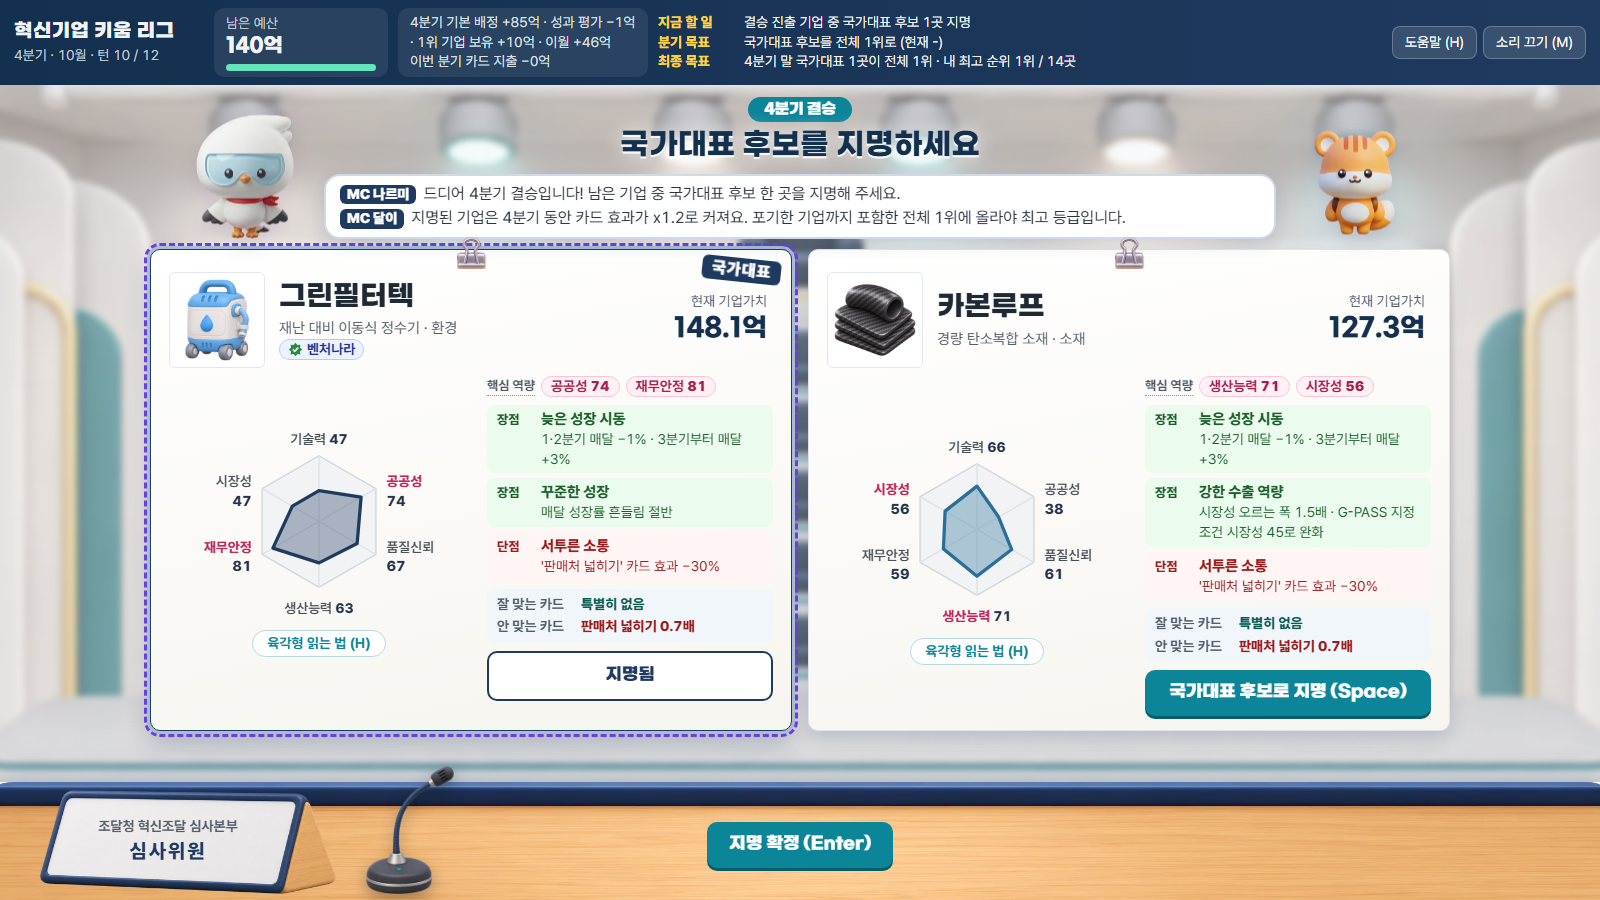 혁신기업 키움 리그
4분기 · 10월 · 턴 10 / 12
남은 예산
140억
4분기 기본 배정 +85억 · 성과 평가 −1억
· 1위 기업 보유 +10억 · 이월 +46억
이번 분기 카드 지출 −0억
지금 할 일 결승 진출 기업 중 국가대표 후보 1곳 지명
분기 목표 국가대표 후보를 전체 1위로 (현재 -)
최종 목표 4분기 말 국가대표 1곳이 전체 1위 · 내 최고 순위 1위 / 14곳
도움말 (H)
소리 끄기 (M)
4분기 결승
국가대표 후보를 지명하세요
MC 나르미 드디어 4분기 결승입니다! 남은 기업 중 국가대표 후보 한 곳을 지명해 주세요.
MC 달이 지명된 기업은 4분기 동안 카드 효과가 x1.2로 커져요. 포기한 기업까지 포함한 전체 1위에 올라야 최고 등급입니다.
국가대표
그린필터텍
재난 대비 이동식 정수기 · 환경
벤처나라
현재 기업가치
148.1억
핵심 역량 공공성 74 재무안정 81
기술력 47
시장성
47
공공성
74
재무안정
81
품질신뢰
67
생산능력 63
육각형 읽는 법 (H)
장점 늦은 성장 시동
1·2분기 매달 −1% · 3분기부터 매달
+3%
장점 꾸준한 성장
매달 성장률 흔들림 절반
단점 서투른 소통
'판매처 넓히기' 카드 효과 −30%
잘 맞는 카드 특별히 없음
안 맞는 카드 판매처 넓히기 0.7배
지명됨
카본루프
경량 탄소복합 소재 · 소재
현재 기업가치
127.3억
핵심 역량 생산능력 71 시장성 56
기술력 66
시장성
56
공공성
38
재무안정
59
품질신뢰
61
생산능력 71
육각형 읽는 법 (H)
장점 늦은 성장 시동
1·2분기 매달 −1% · 3분기부터 매달
+3%
장점 강한 수출 역량
시장성 오르는 폭 1.5배 · G-PASS 지정
조건 시장성 45로 완화
단점 서투른 소통
'판매처 넓히기' 카드 효과 −30%
잘 맞는 카드 특별히 없음
안 맞는 카드 판매처 넓히기 0.7배
국가대표 후보로 지명 (Space)
조달청 혁신조달 심사본부
심사위원
지명 확정 (Enter)